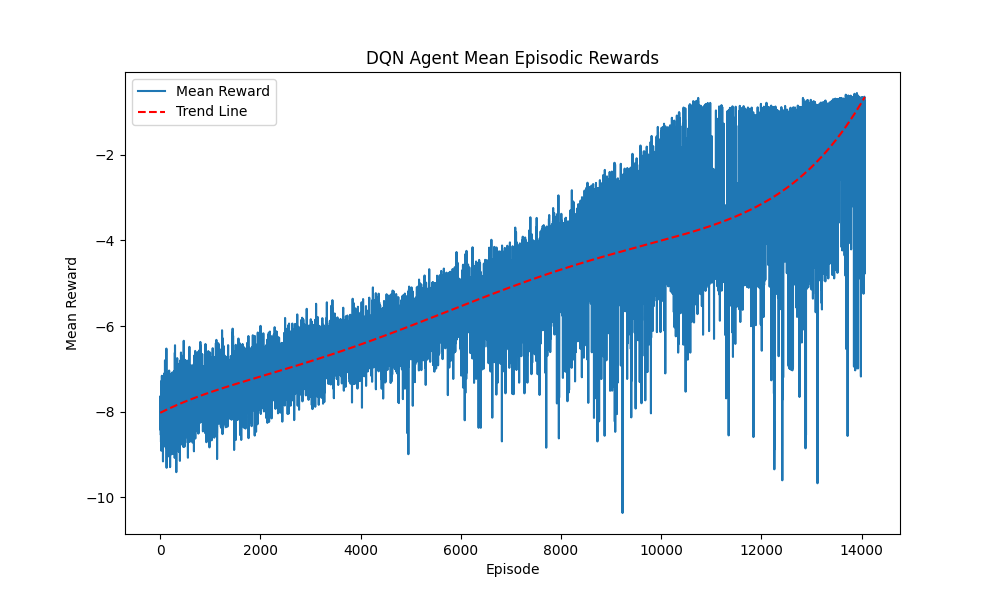 DQN Agent Mean Episodic Rewards
Mean Reward
Trend Line
−2
−4
−6
−8
−10
Mean Reward
0 2000 4000 6000 8000 10000 12000 14000
Episode